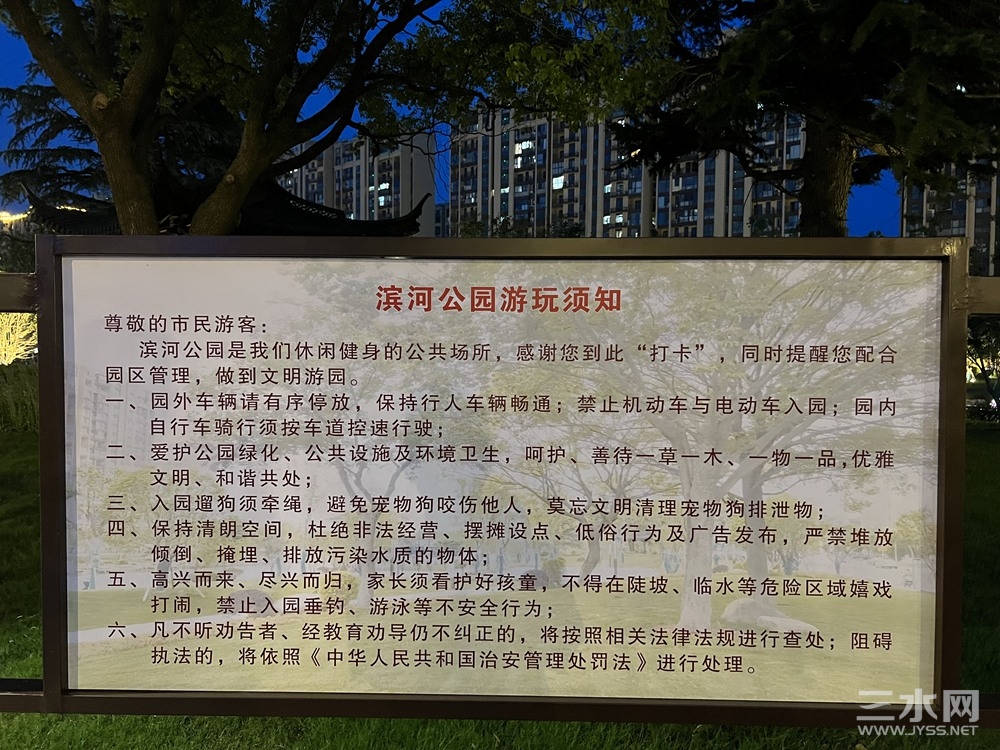 滨河公园游玩须知
尊敬的市民游客：
滨河公园是我们休闲健身的公共场所，感谢您到此“打卡”，同时提醒您配合
园区管理，做到文明游园。
一、园外车辆请有序停放，保持行人车辆畅通；禁止机动车与电动车入园；园内
自行车骑行须按车道控速行驶；
二、爱护公园绿化、公共设施及环境卫生，呵护、善待一草一木、一物一品,优雅
文明、和谐共处；
三、入园遛狗须牵绳，避免宠物狗咬伤他人，莫忘文明清理宠物狗排泄物；
四、保持清朗空间，杜绝非法经营、摆摊设点、低俗行为及广告发布，严禁堆放
倾倒、掩埋、排放污染水质的物体；
五、高兴而来、尽兴而归，家长须看护好孩童，不得在陡坡、临水等危险区域嬉戏
打闹，禁止入园垂钓、游泳等不安全行为；
六、凡不听劝告者、经教育劝导仍不纠正的，将按照相关法律法规进行查处；阻碍
执法的，将依照《中华人民共和国治安管理处罚法》进行处理。
三水网
WWW.JYSS.NET